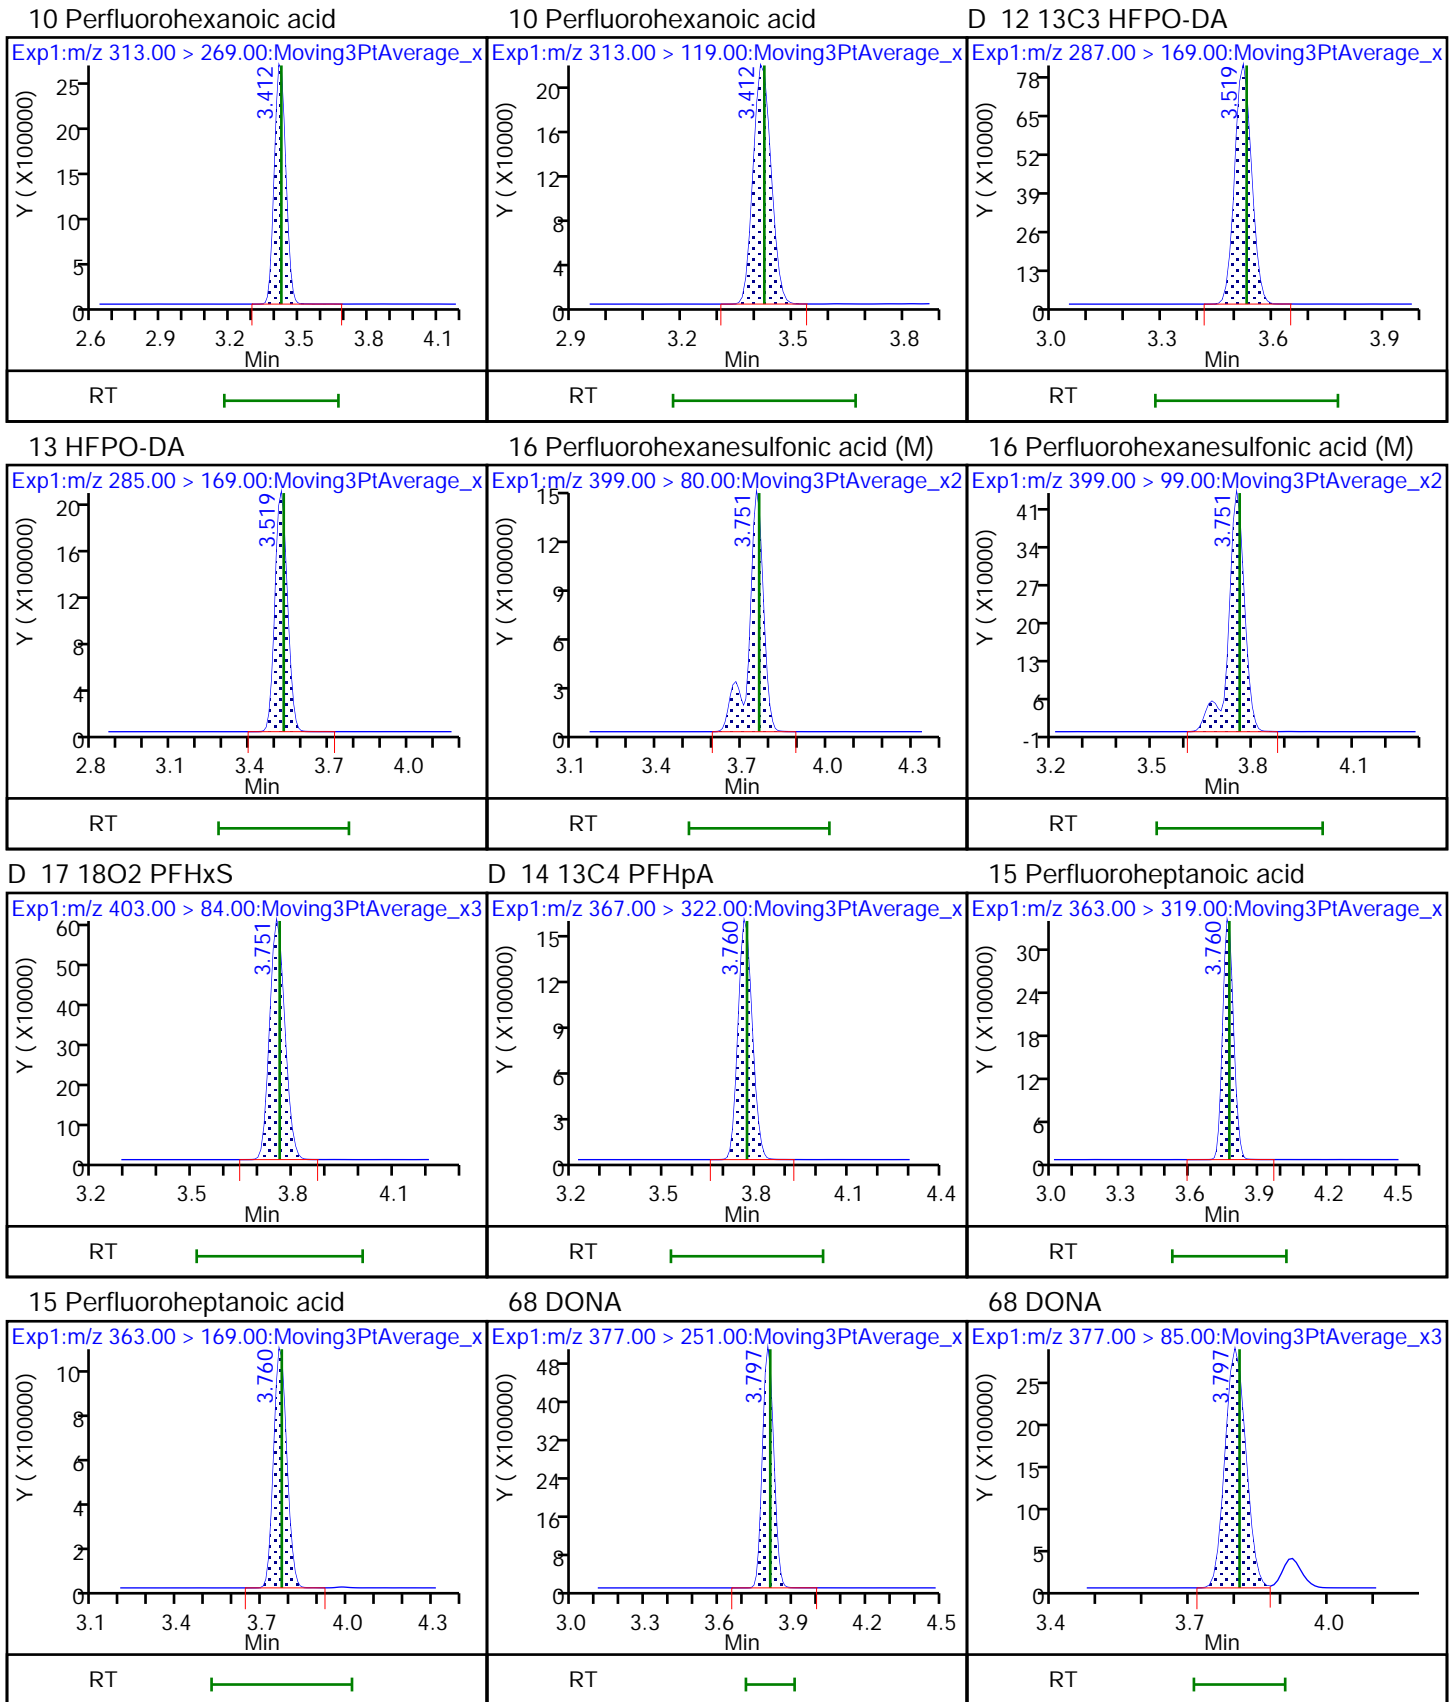 10 Perfluorohexanoic acid
Exp1:m/z 313.00 > 269.00:Moving3PtAverage_x
3.412
Y ( X100000)
25
20
15
10
5
0
2.6 2.9 3.2 3.5 3.8 4.1
Min
RT
10 Perfluorohexanoic acid
Exp1:m/z 313.00 > 119.00:Moving3PtAverage_x
3.412
Y ( X100000)
20
16
12
8
4
0
2.9 3.2 3.5 3.8
Min
RT
D 12 13C3 HFPO-DA
Exp1:m/z 287.00 > 169.00:Moving3PtAverage_x
3.519
Y ( X100000)
78
65
52
39
26
13
0
3.0 3.3 3.6 3.9
Min
RT
13 HFPO-DA
Exp1:m/z 285.00 > 169.00:Moving3PtAverage_x
3.519
Y ( X100000)
20
16
12
8
4
0
2.8 3.1 3.4 3.7 4.0
Min
RT
16 Perfluorohexanesulfonic acid (M)
Exp1:m/z 399.00 > 80.00:Moving3PtAverage_x2
3.751
Y ( X100000)
15
12
9
6
3
0
3.1 3.4 3.7 4.0 4.3
Min
RT
16 Perfluorohexanesulfonic acid (M)
Exp1:m/z 399.00 > 99.00:Moving3PtAverage_x2
3.751
Y ( X10000)
41
34
27
20
13
6
-1
3.2 3.5 3.8 4.1
Min
RT
D 17 18O2 PFHxS
Exp1:m/z 403.00 > 84.00:Moving3PtAverage_x3
3.751
Y ( X10000)
60
50
40
30
20
10
0
3.2 3.5 3.8 4.1
Min
RT
D 14 13C4 PFHpA
Exp1:m/z 367.00 > 322.00:Moving3PtAverage_x
3.760
Y ( X100000)
15
12
9
6
3
0
3.2 3.5 3.8 4.1 4.4
Min
RT
15 Perfluoroheptanoic acid
Exp1:m/z 363.00 > 319.00:Moving3PtAverage_x
3.760
Y ( X100000)
30
24
18
12
6
0
3.0 3.3 3.6 3.9 4.2 4.5
Min
RT
15 Perfluoroheptanoic acid
Exp1:m/z 363.00 > 169.00:Moving3PtAverage_x
3.760
Y ( X100000)
10
8
6
4
2
0
3.1 3.4 3.7 4.0 4.3
Min
RT
68 DONA
Exp1:m/z 377.00 > 251.00:Moving3PtAverage_x
3.797
Y ( X100000)
48
40
32
24
16
8
0
3.0 3.3 3.6 3.9 4.2 4.5
Min
RT
68 DONA
Exp1:m/z 377.00 > 85.00:Moving3PtAverage_x3
3.797
Y ( X100000)
25
20
15
10
5
0
3.4 3.7 4.0
Min
RT